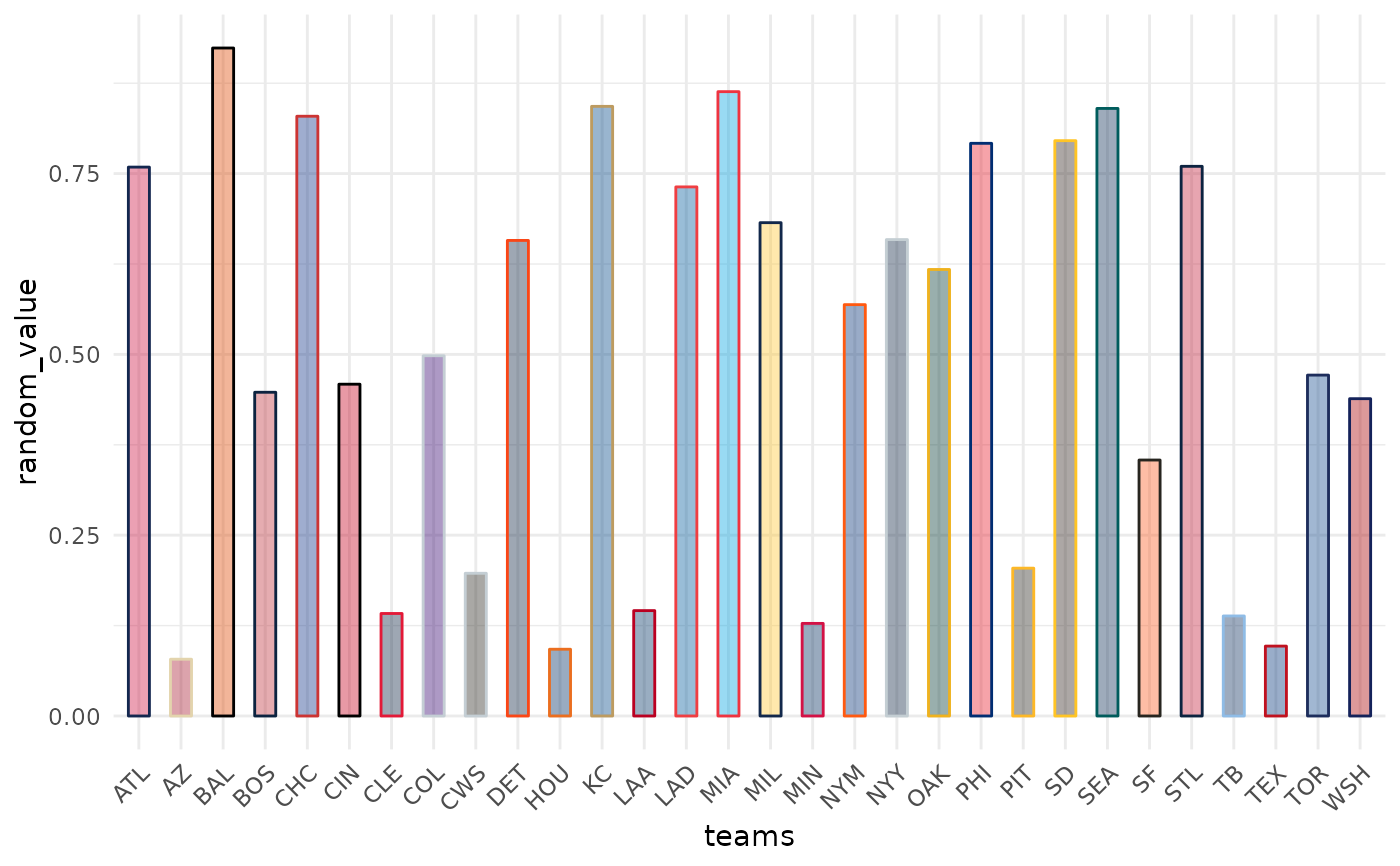 random_value
0.75
0.50
0.25
0.00
ATL AZ BAL BOS CHC CIN CLE COL CWS DET HOU KC LAA LAD MIA MIL MIN NYM NYY OAK PHI PIT SD SEA SF STL TB TEX TOR WSH
teams